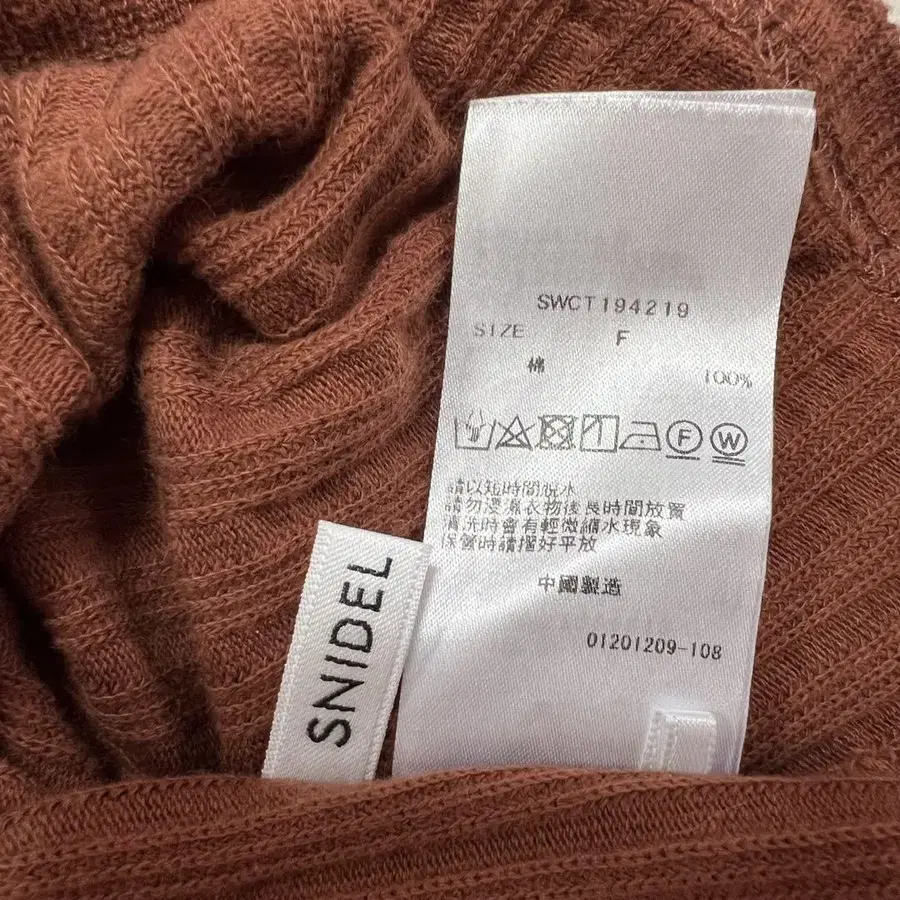 SWCT194219
SIZE F
棉 100%
F W
請以短時間脫水
請勿浸濕衣物後長時間放置
清洗時會有輕微縮水現象
保管時請摺好平放
中國製造
01201209-108
SNIDEL